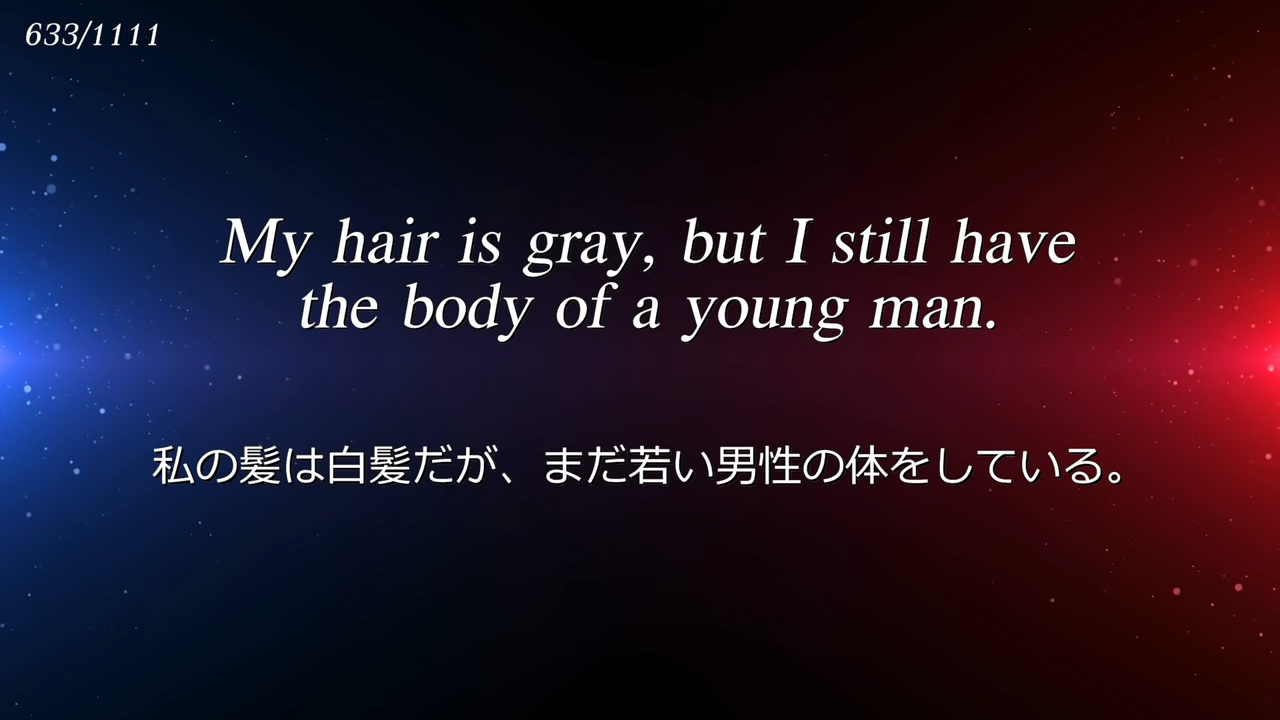 633/1111
My hair is gray, but I still have
the body of a young man.
私の髪は白髪だが、まだ若い男性の体をしている。